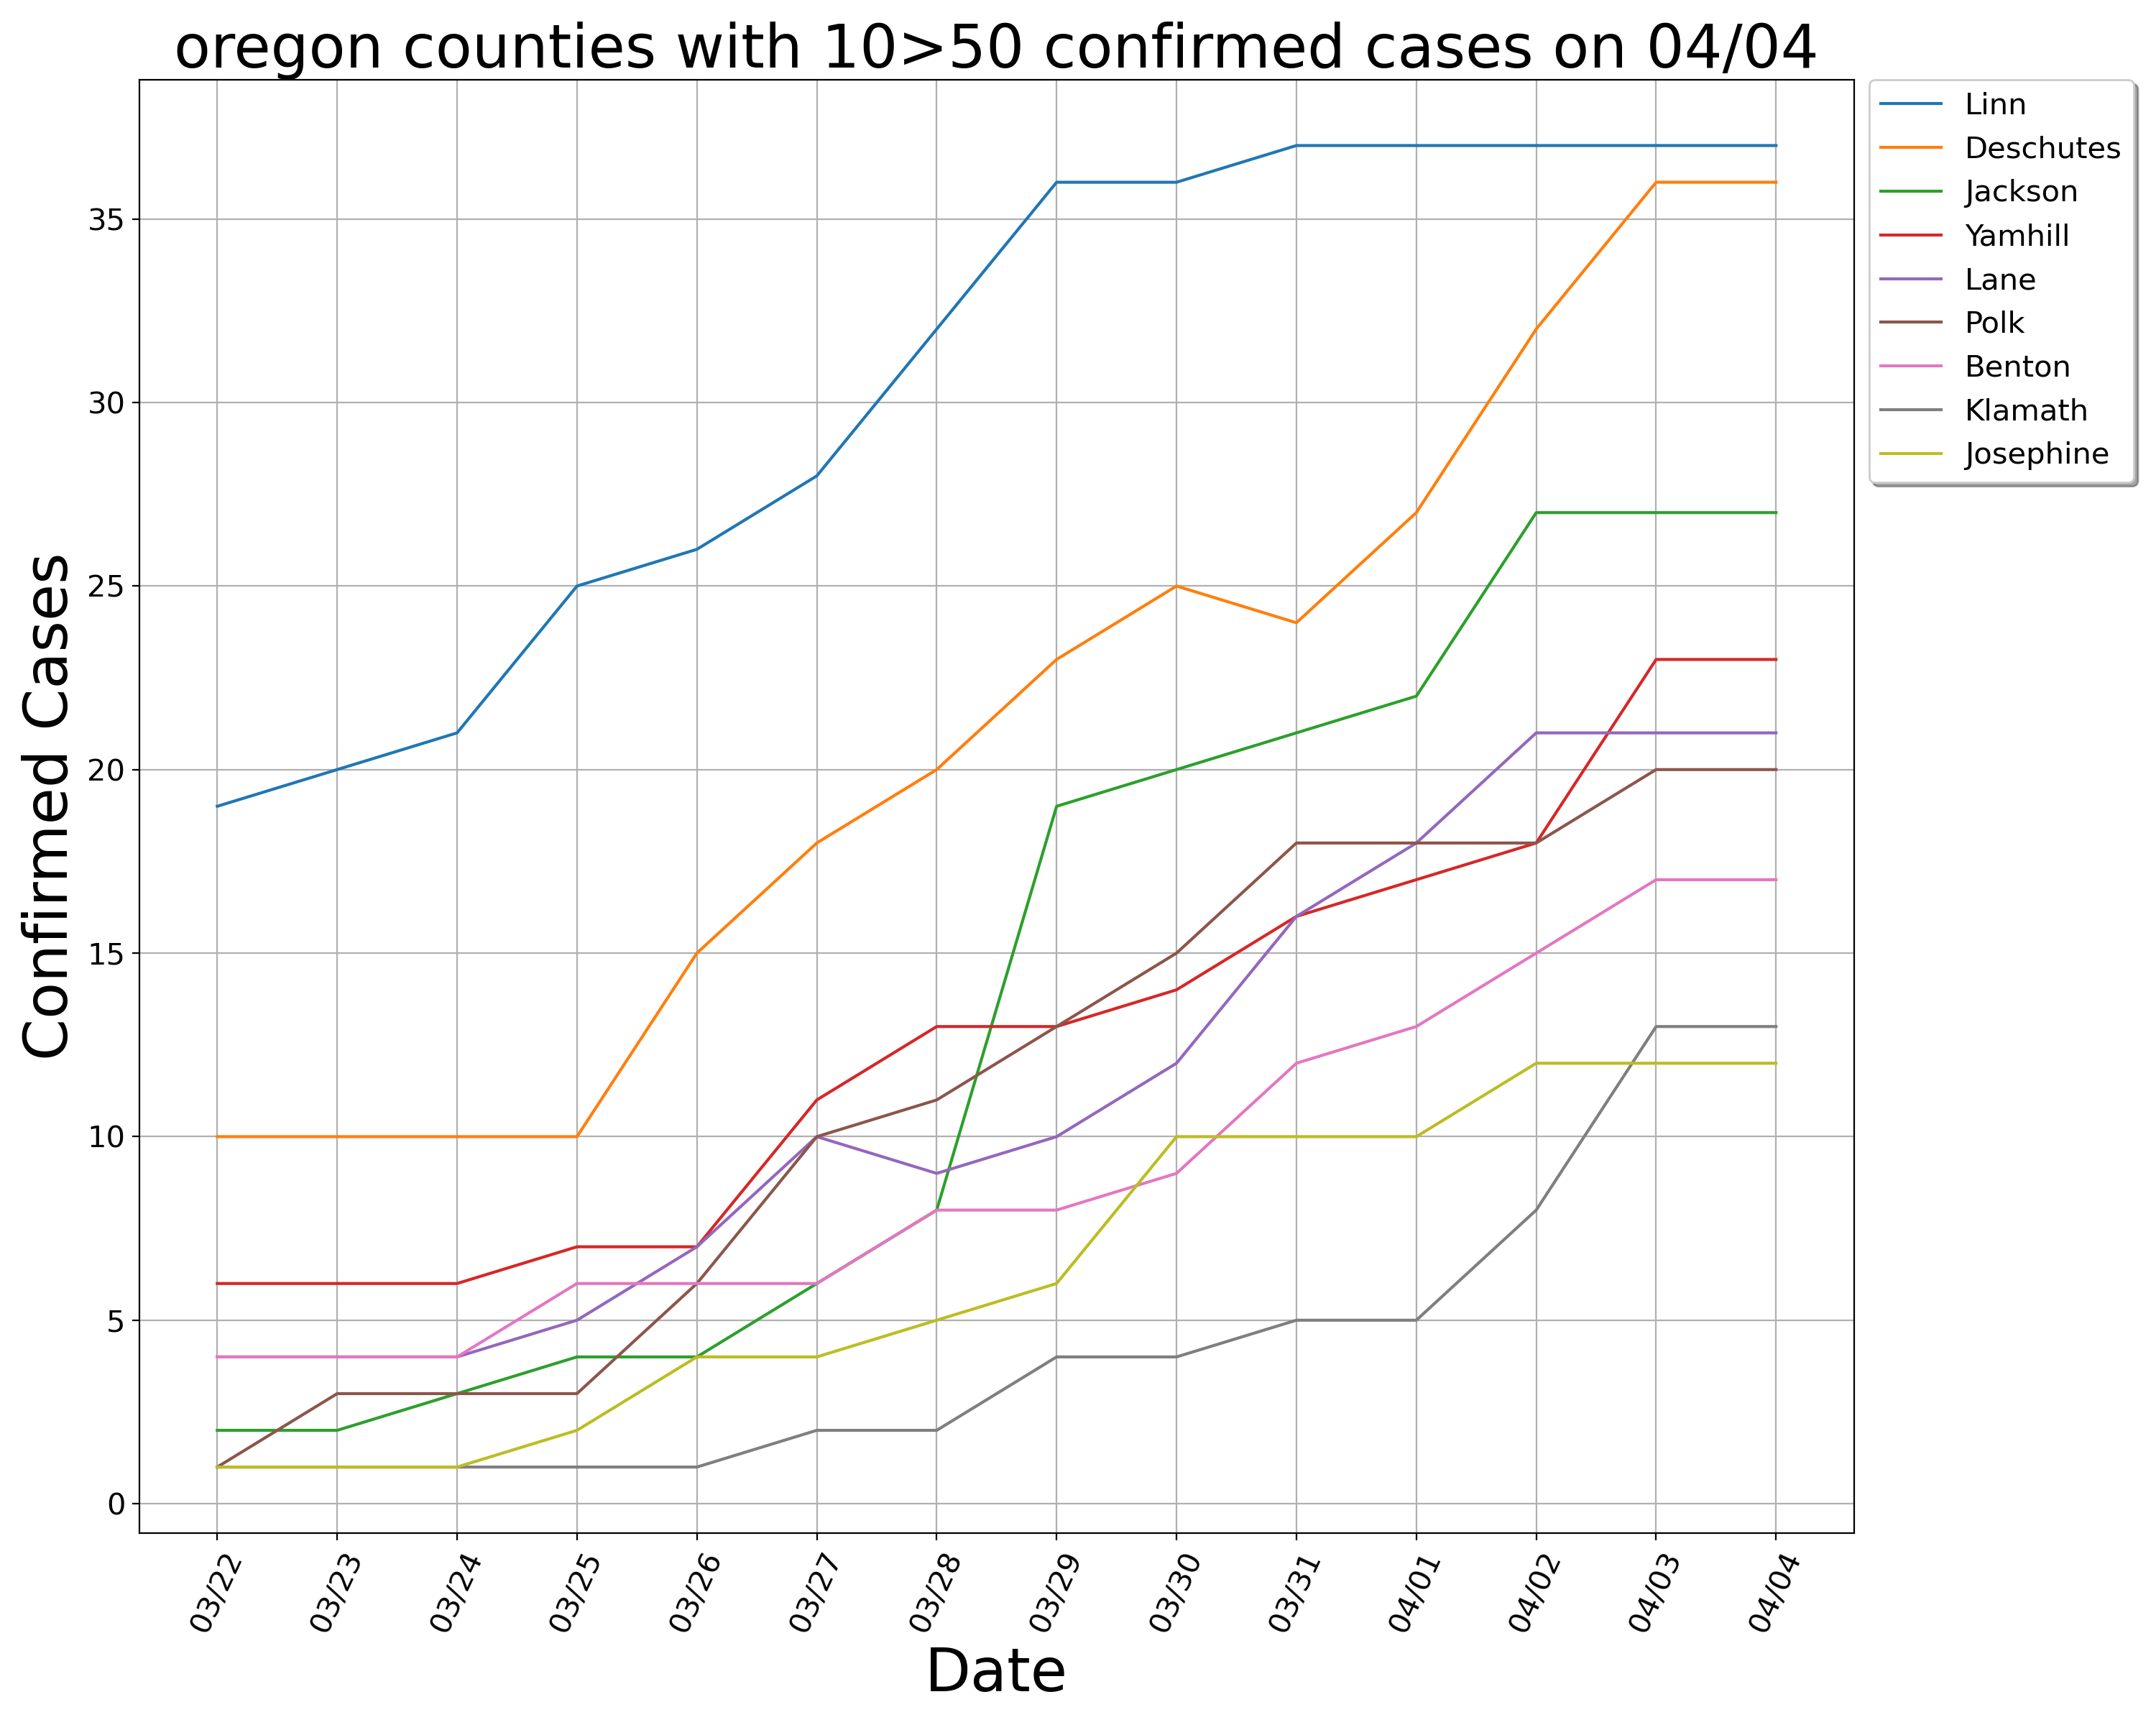 oregon counties with 10>50 confirmed cases on 04/04
Linn
Deschutes
Jackson
Yamhill
Lane
Polk
Benton
Klamath
Josephine
Confirmed Cases
35
30
25
20
15
10
5
0
03/22
03/23
03/24
03/25
03/26
03/27
03/28
03/29
03/30
03/31
04/01
04/02
04/03
04/04
Date